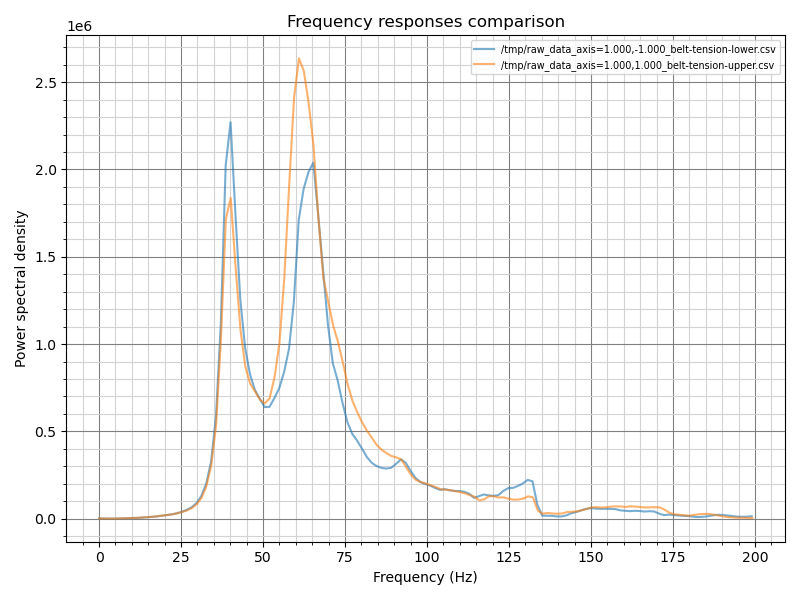 Frequency responses comparison
1e6
/tmp/raw_data_axis=1.000,-1.000_belt-tension-lower.csv
/tmp/raw_data_axis=1.000,1.000_belt-tension-upper.csv
2.5
2.0
1.5
1.0
0.5
0.0
Power spectral density
0 25 50 75 100 125 150 175 200
Frequency (Hz)